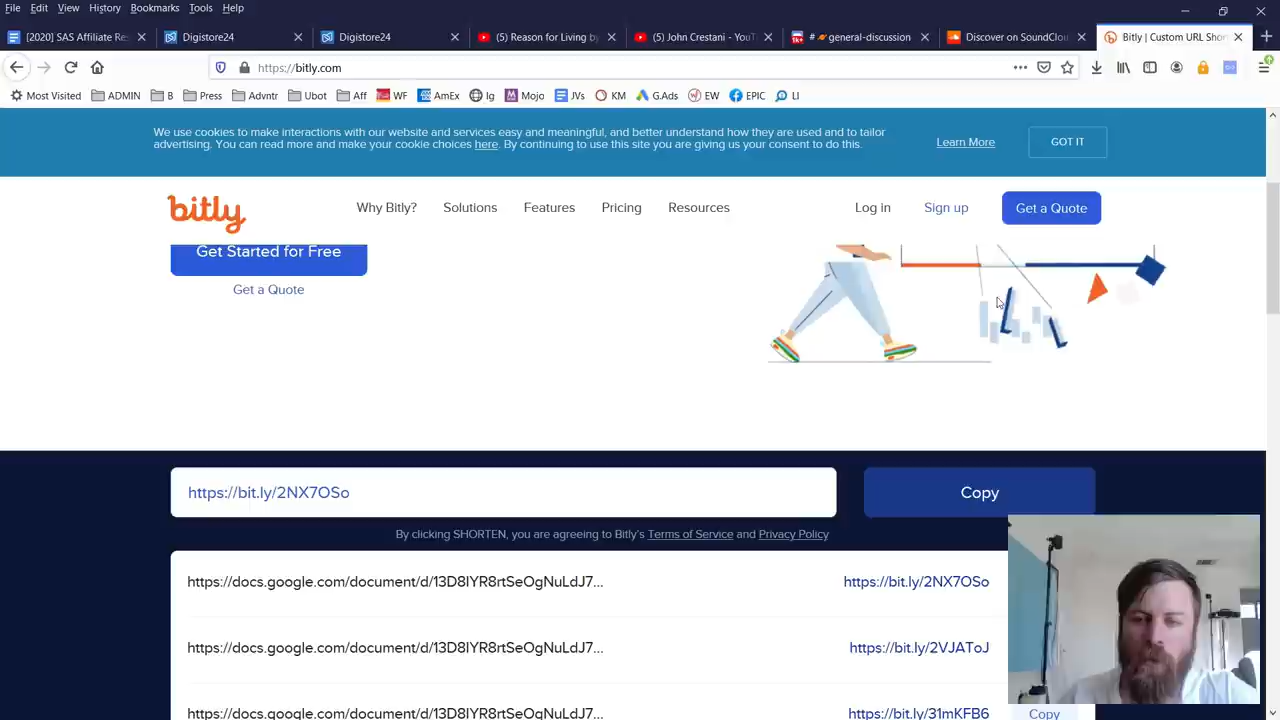 File Edit View History Bookmarks Tools Help
[2020] SAS Affiliate Re Digistore24 Digistore24 (5) Reason for Living by (5) John Crestani - YouT # general-discussion Discover on SoundClou Bitly | Custom URL Shor
https://bitly.com
Most Visited ADMIN B Press Advntr Ubot Aff WF AmEx Ig Mojo JVs KM G.Ads EW EPIC LI
We use cookies to make interactions with our website and services easy and meaningful, and better understand how they are used and to tailor
advertising. You can read more and make your cookie choices here. By continuing to use this site you are giving us your consent to do this.
Learn More
GOT IT
bitly Why Bitly? Solutions Features Pricing Resources Log in Sign up Get a Quote
Get Started for Free
Get a Quote
https://bit.ly/2NX7OSo Copy
By clicking SHORTEN, you are agreeing to Bitly's Terms of Service and Privacy Policy
https://docs.google.com/document/d/13D8lYR8rtSeOgNuLdJ7... https://bit.ly/2NX7OSo
https://docs.google.com/document/d/13D8lYR8rtSeOgNuLdJ7... https://bit.ly/2VJAToJ
https://docs.google.com/document/d/13D8lYR8rtSeOgNuLdJ7... https://bit.ly/31mKFB6 Copy